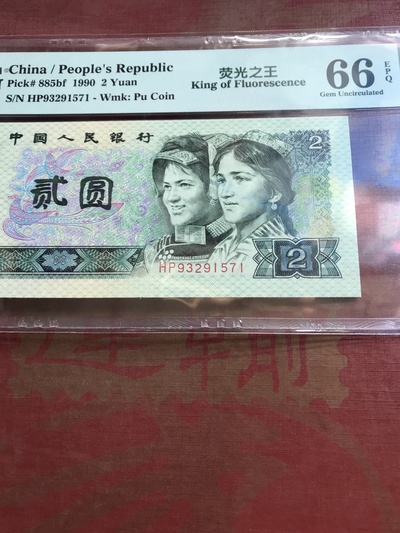 China / People's Republic
Pick# 885bf 1990 2 Yuan
S/N HP93291571 - Wmk: Pu Coin
荧光之王
King of Fluorescence
66 EPQ
Gem Uncirculated
中国人民银行
2
贰圆
HP93291571
2